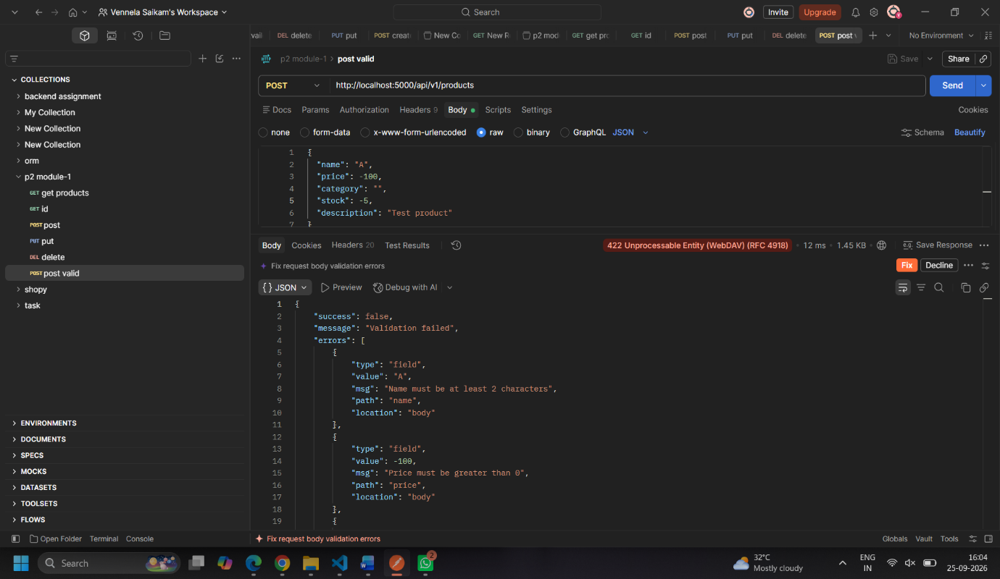 Vennela Saikam's Workspace
Search
Invite
Upgrade
vail
DEL delete
PUT put
POST create
New Co
GET New R
p2 mod
GET get pro
GET id
POST post
PUT put
DEL delete
POST post v
No Environment
HTTP p2 module-1 > post valid
Save
Share
COLLECTIONS
backend assignment
My Collection
New Collection
New Collection
orm
p2 module-1
GET get products
GET id
POST post
PUT put
DEL delete
POST post valid
shopy
task
ENVIRONMENTS
DOCUMENTS
SPECS
MOCKS
DATASETS
TOOLSETS
FLOWS
POST
http://localhost:5000/api/v1/products
Send
Docs Params Authorization Headers 9 Body Scripts Settings
Cookies
none form-data x-www-form-urlencoded raw binary GraphQL JSON
Schema Beautify
1 {
2 "name": "A",
3 "price": -100,
4 "category": "",
5 "stock": -5,
6 "description": "Test product"
7 }
Body Cookies Headers 20 Test Results
422 Unprocessable Entity (WebDAV) (RFC 4918) • 12 ms • 1.45 KB
e.g. Save Response
Fix request body validation errors
Fix Decline
{} JSON Preview Debug with AI
1 {
2 "success": false,
3 "message": "Validation failed",
4 "errors": [
5 {
6 "type": "field",
7 "value": "A",
8 "msg": "Name must be at least 2 characters",
9 "path": "name",
10 "location": "body"
11 },
12 {
13 "type": "field",
14 "value": -100,
15 "msg": "Price must be greater than 0",
16 "path": "price",
17 "location": "body"
18 },
19 {
Open Folder Terminal Console
Fix request body validation errors
Globals Vault Tools
Search
2
32°C
Mostly cloudy
ENG
IN
16:04
25-09-2026